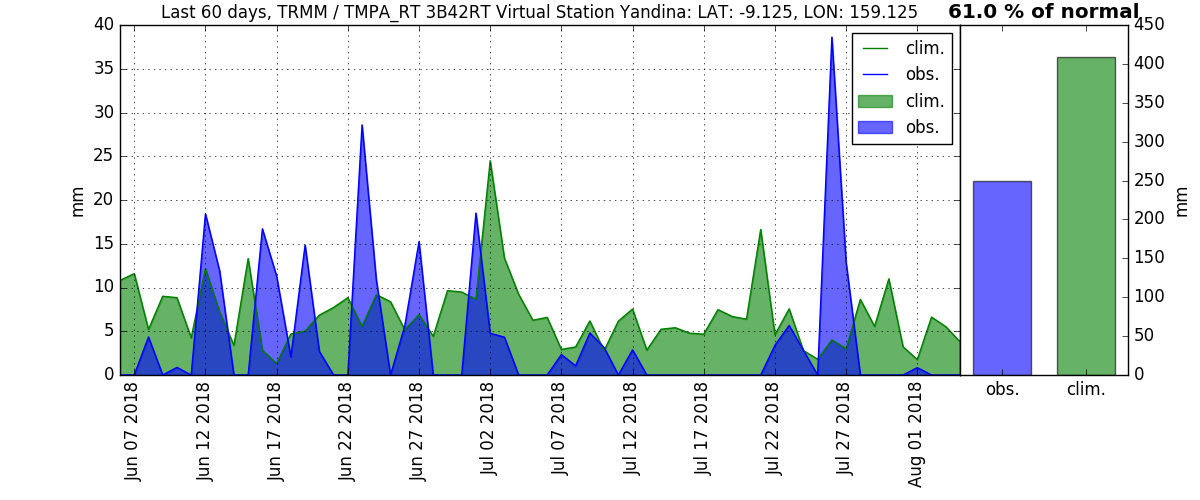 Last 60 days, TRMM / TMPA_RT 3B42RT Virtual Station Yandina: LAT: -9.125, LON: 159.125
61.0 % of normal
40
35
30
25
20
15
10
5
0
mm
clim.
obs.
clim.
obs.
450
400
350
300
250
200
150
100
50
0
mm
obs.
clim.
Jun 07 2018
Jun 12 2018
Jun 17 2018
Jun 22 2018
Jun 27 2018
Jul 02 2018
Jul 07 2018
Jul 12 2018
Jul 17 2018
Jul 22 2018
Jul 27 2018
Aug 01 2018